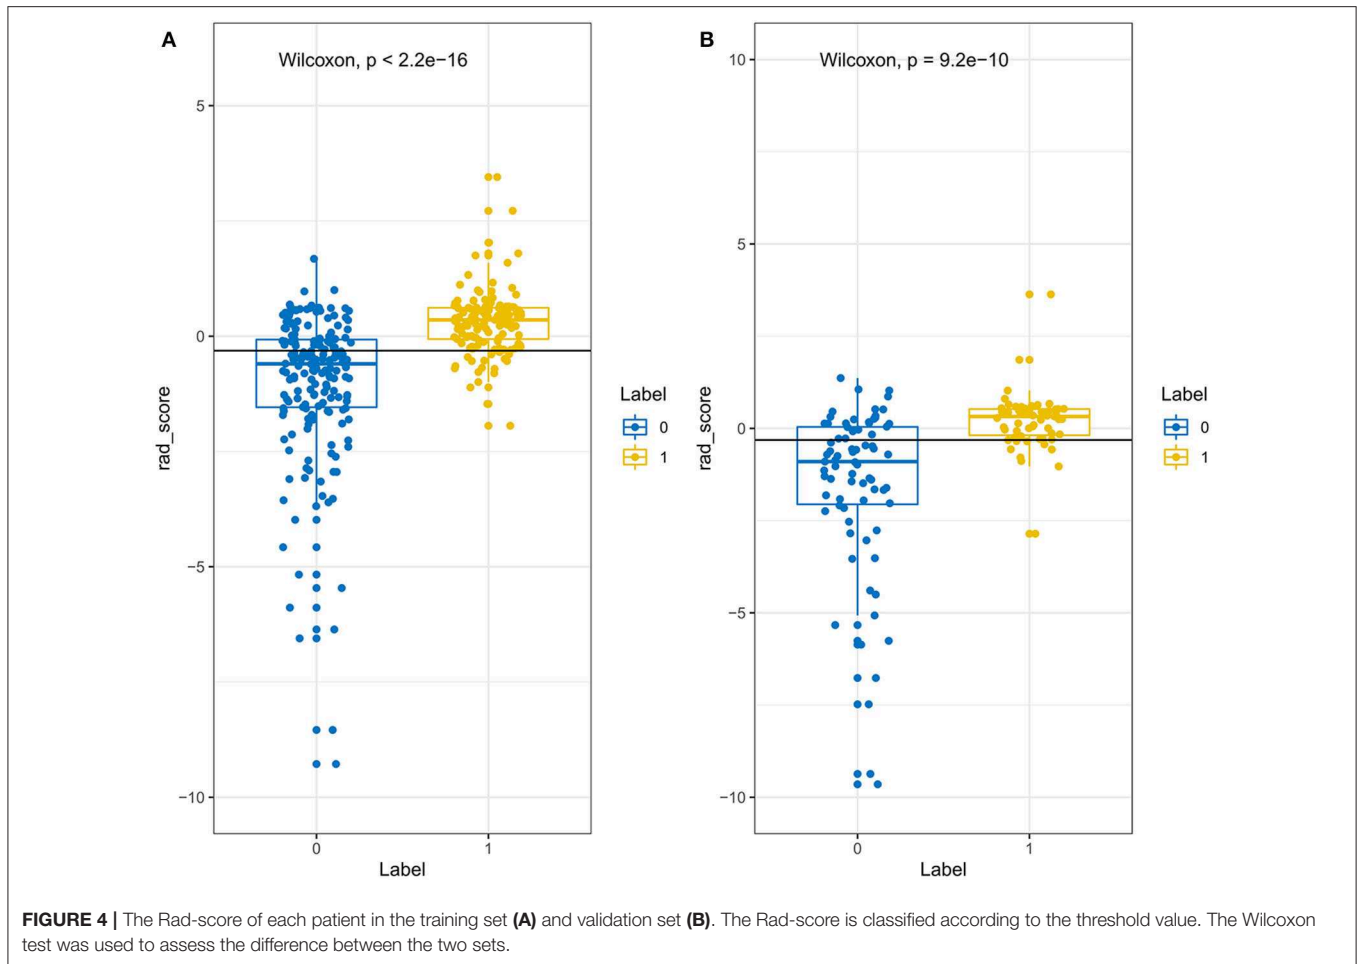 A
Wilcoxon, p < 2.2e−16
5
0
−5
−10
rad_score
0
1
Label
Label
0
1
B
Wilcoxon, p = 9.2e−10
10
5
0
−5
−10
rad_score
0
1
Label
Label
0
1
FIGURE 4 | The Rad-score of each patient in the training set (A) and validation set (B). The Rad-score is classified according to the threshold value. The Wilcoxon
test was used to assess the difference between the two sets.